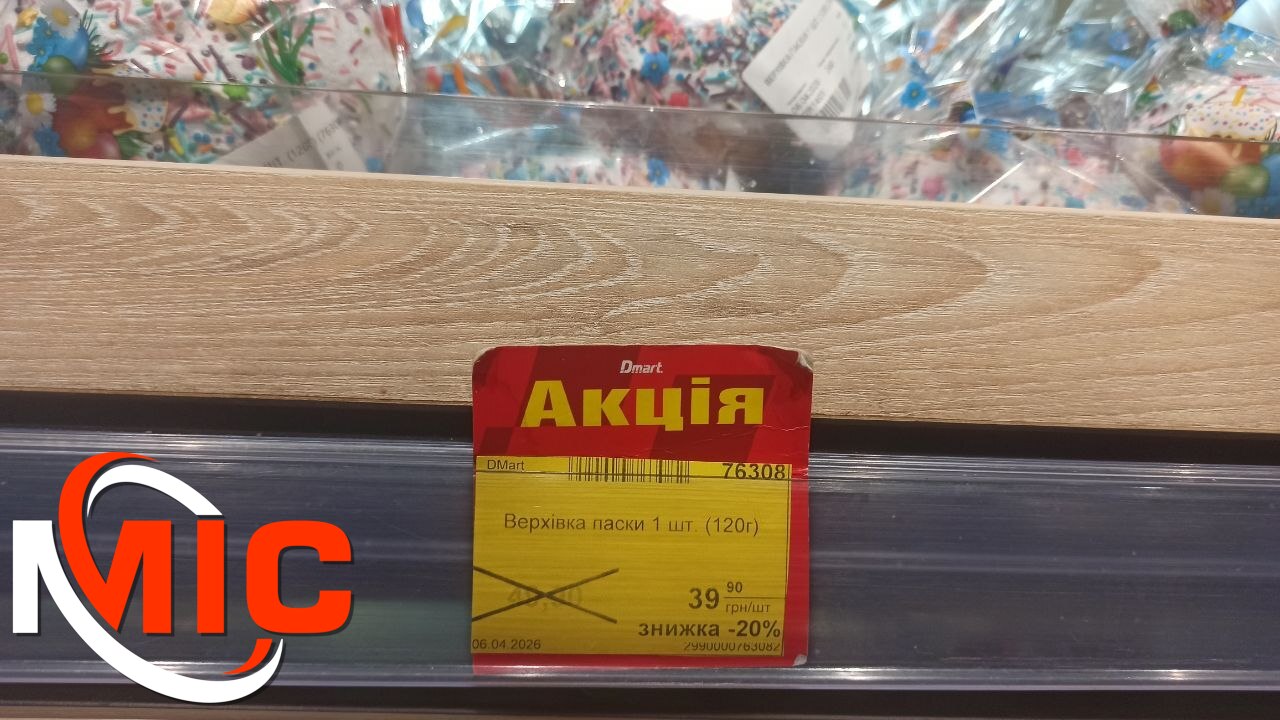 Dmart.
Акція
DMart 76308
Верхівка паски 1 шт. (120г)
39 90
грн/шт
знижка -20%
06.04.2026 2990000763082
МІС